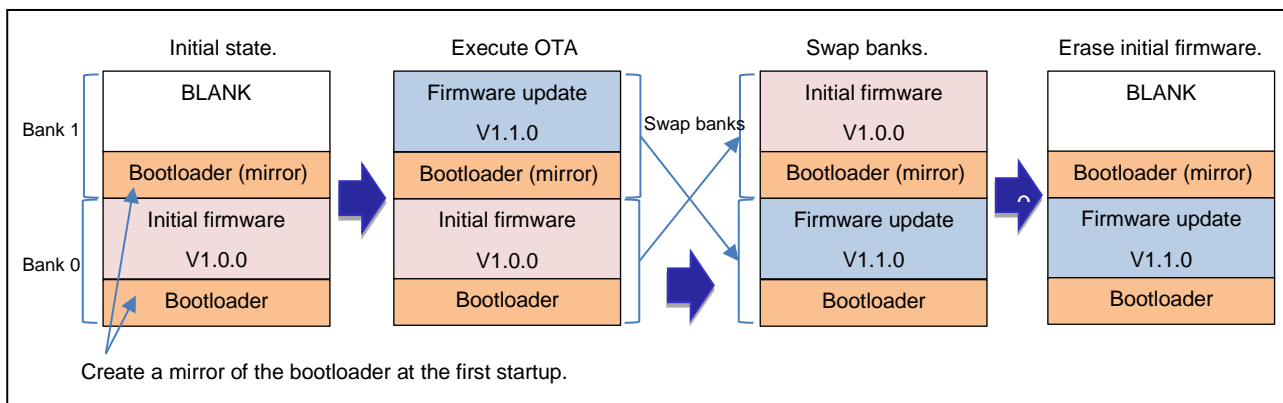 Initial state.
Execute OTA
Swap banks.
Erase initial firmware.
Bank 1
BLANK
Bootloader (mirror)
Bank 0
Initial firmware
V1.0.0
Bootloader
Firmware update
V1.1.0
Bootloader (mirror)
Initial firmware
V1.0.0
Bootloader
Swap banks
Initial firmware
V1.0.0
Bootloader (mirror)
Firmware update
V1.1.0
Bootloader
BLANK
Bootloader (mirror)
Firmware update
V1.1.0
Bootloader
Create a mirror of the bootloader at the first startup.